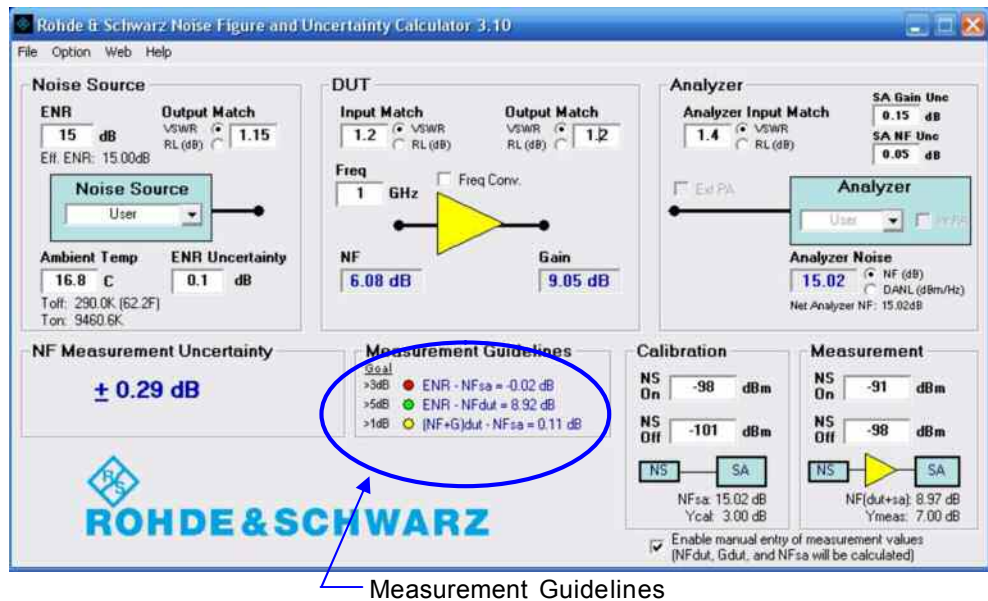 Rohde & Schwarz Noise Figure and Uncertainty Calculator 3.10
File Option Web Help
Noise Source
ENR
15 dB
Eff. ENR: 15.00dB
Output Match
VSWR
RL (dB)
1.15
Noise Source
User
Ambient Temp
16.8 C
ENR Uncertainty
0.1 dB
Toff: 290.0K (62.2F)
Ton: 9460.6K
DUT
Input Match
1.2
VSWR
RL (dB)
Output Match
VSWR
RL (dB)
1.2
Freq
1 GHz
Freq Conv.
NF
6.08 dB
Gain
9.05 dB
Analyzer
Analyzer Input Match
1.4
VSWR
RL (dB)
SA Gain Unc
0.15 dB
SA NF Unc
0.05 dB
Ext PA
Analyzer
User
Analyzer Noise
15.02
NF (dB)
DANL (dBm/Hz)
Net Analyzer NF: 15.02dB
NF Measurement Uncertainty
± 0.29 dB
Measurement Guidelines
Goal
>3dB ENR - NFsa = -0.02 dB
>5dB ENR - NFdut = 8.92 dB
>1dB (NF+G)dut - NFsa = 0.11 dB
Calibration
NS On -98 dBm
NS Off -101 dBm
NS SA
NFsa: 15.02 dB
Ycal: 3.00 dB
Measurement
NS On -91 dBm
NS Off -98 dBm
NS SA
NF(dut+sa): 8.97 dB
Ymeas: 7.00 dB
Enable manual entry of measurement values
(NFdut, Gdut, and NFsa will be calculated)
RS
ROHDE & SCHWARZ
Measurement Guidelines